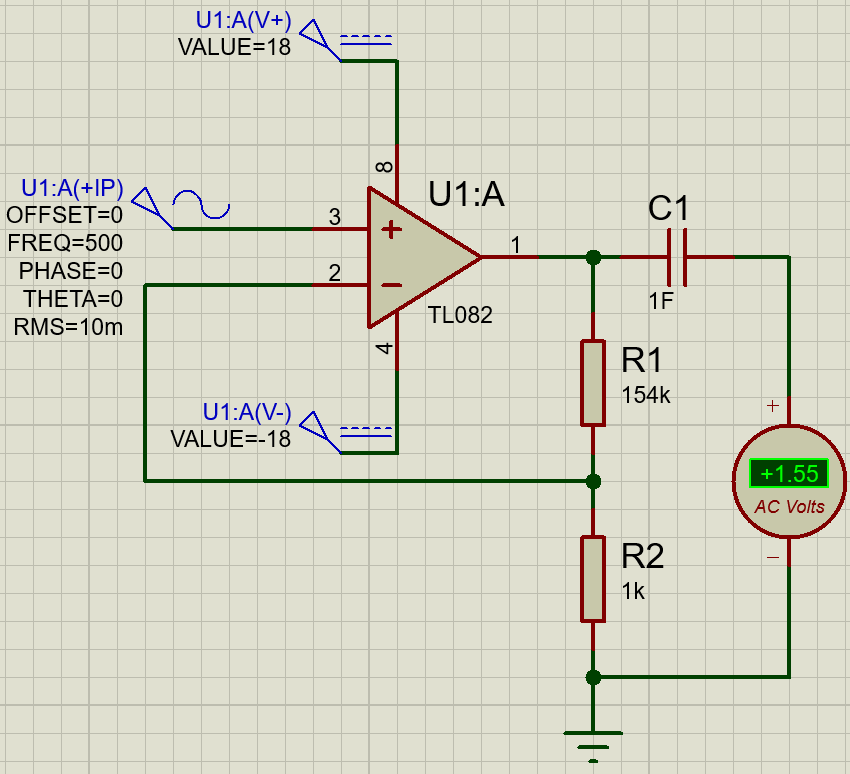 U1:A(V+)
VALUE=18
8
U1:A(+IP)
OFFSET=0
FREQ=500
PHASE=0
THETA=0
RMS=10m
3
+
2
−
U1:A
TL082
1
4
U1:A(V-)
VALUE=-18
C1
1F
R1
154k
+
+1.55
AC Volts
−
R2
1k